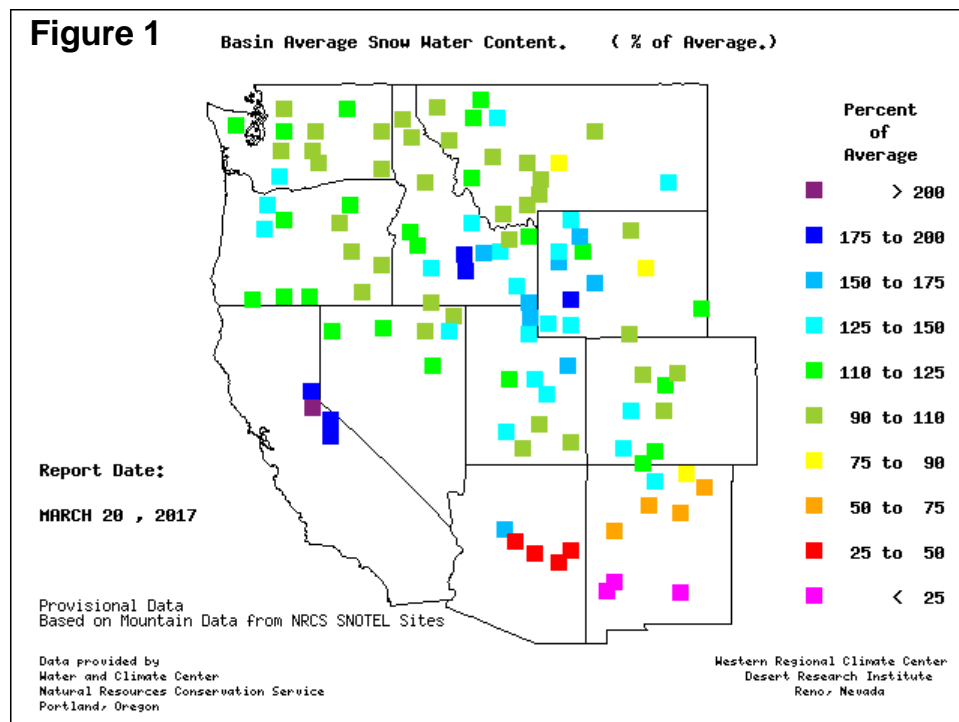 Figure 1
Basin Average Snow Water Content. ( % of Average.)
Percent
of
Average
> 200
175 to 200
150 to 175
125 to 150
110 to 125
90 to 110
75 to 90
50 to 75
25 to 50
< 25
Report Date:
MARCH 20 , 2017
Provisional Data
Based on Mountain Data from NRCS SNOTEL Sites
Data provided by
Water and Climate Center
Natural Resources Conservation Service
Portland, Oregon
Western Regional Climate Center
Desert Research Institute
Reno, Nevada